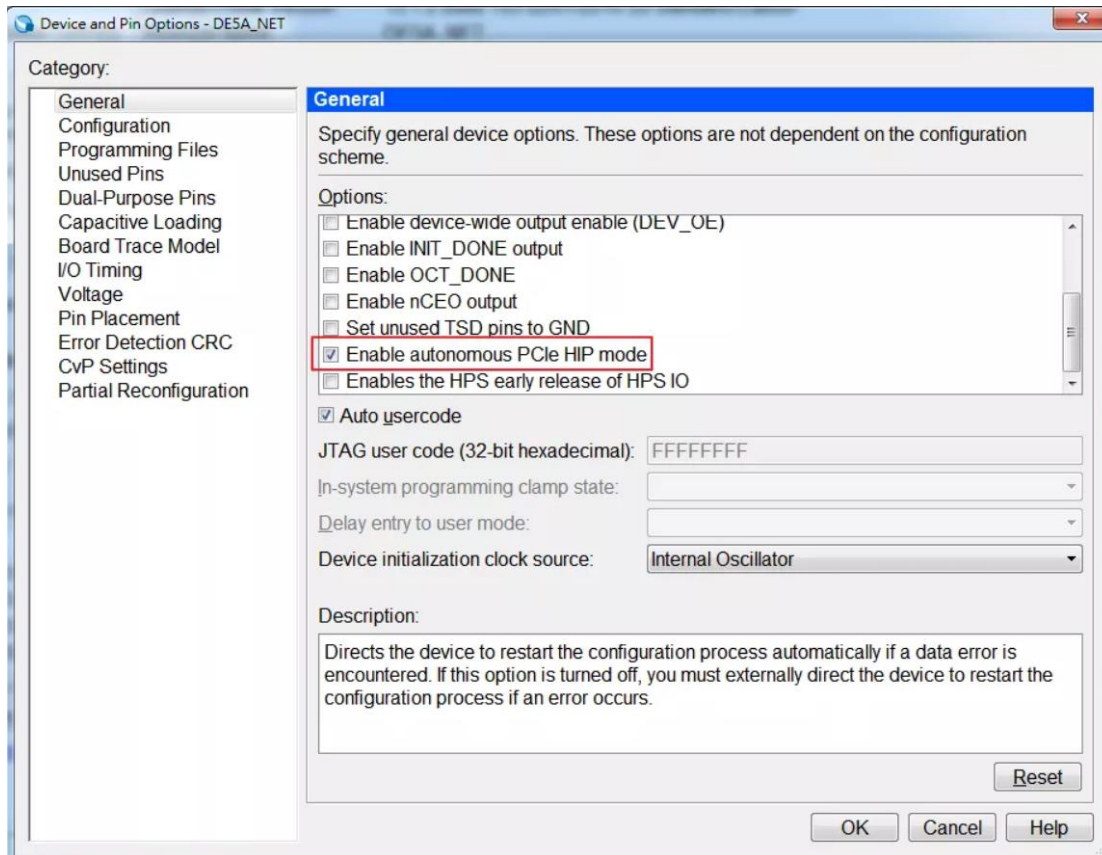 Device and Pin Options - DE5A_NET
Category:
General
Configuration
Programming Files
Unused Pins
Dual-Purpose Pins
Capacitive Loading
Board Trace Model
I/O Timing
Voltage
Pin Placement
Error Detection CRC
CvP Settings
Partial Reconfiguration
General
Specify general device options. These options are not dependent on the configuration
scheme.
Options:
Enable device-wide output enable (DEV_OE)
Enable INIT_DONE output
Enable OCT_DONE
Enable nCEO output
Set unused TSD pins to GND
Enable autonomous PCIe HIP mode
Enables the HPS early release of HPS IO
Auto usercode
JTAG user code (32-bit hexadecimal): FFFFFFFF
In-system programming clamp state:
Delay entry to user mode:
Device initialization clock source: Internal Oscillator
Description:
Directs the device to restart the configuration process automatically if a data error is
encountered. If this option is turned off, you must externally direct the device to restart the
configuration process if an error occurs.
Reset
OK Cancel Help